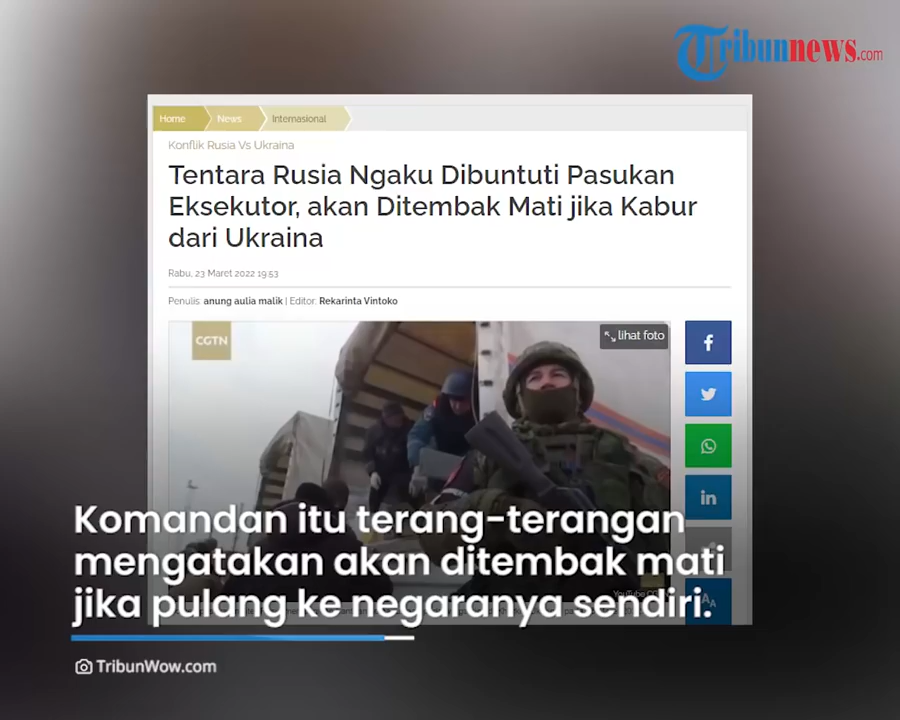 Tribunnews.com
Home News Internasional
Konflik Rusia Vs Ukraina
Tentara Rusia Ngaku Dibuntuti Pasukan
Eksekutor, akan Ditembak Mati jika Kabur
dari Ukraina
Rabu, 23 Maret 2022 19:53
Penulis: anung aulia malik | Editor: Rekarinta Vintoko
CGTN
lihat foto
Komandan itu terang-terangan
mengatakan akan ditembak mati
jika pulang ke negaranya sendiri.
TribunWow.com